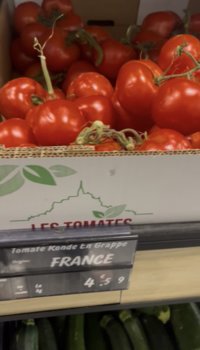 LES TOMATES
Tomate Ronde En Grappe
FRANCE
4,59